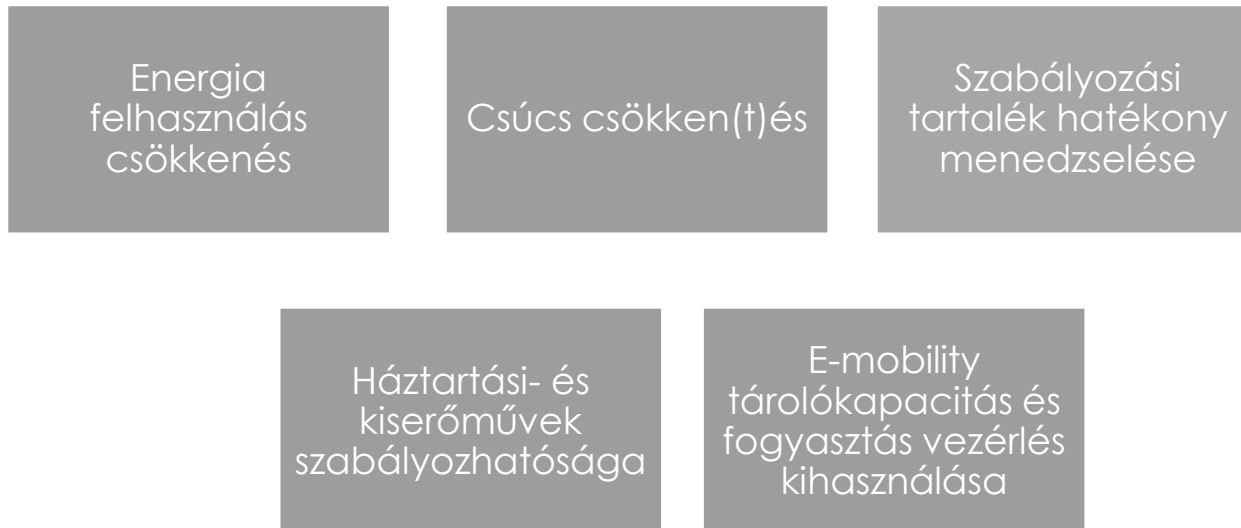 Energia
felhasználás
csökkenés
Csúcs csökken(t)és
Szabályozási
tartalék hatékony
menedzselése
Háztartási- és
kiserőművek
szabályozhatósága
E-mobility
tárolókapacitás és
fogyasztás vezérlés
kihasználása